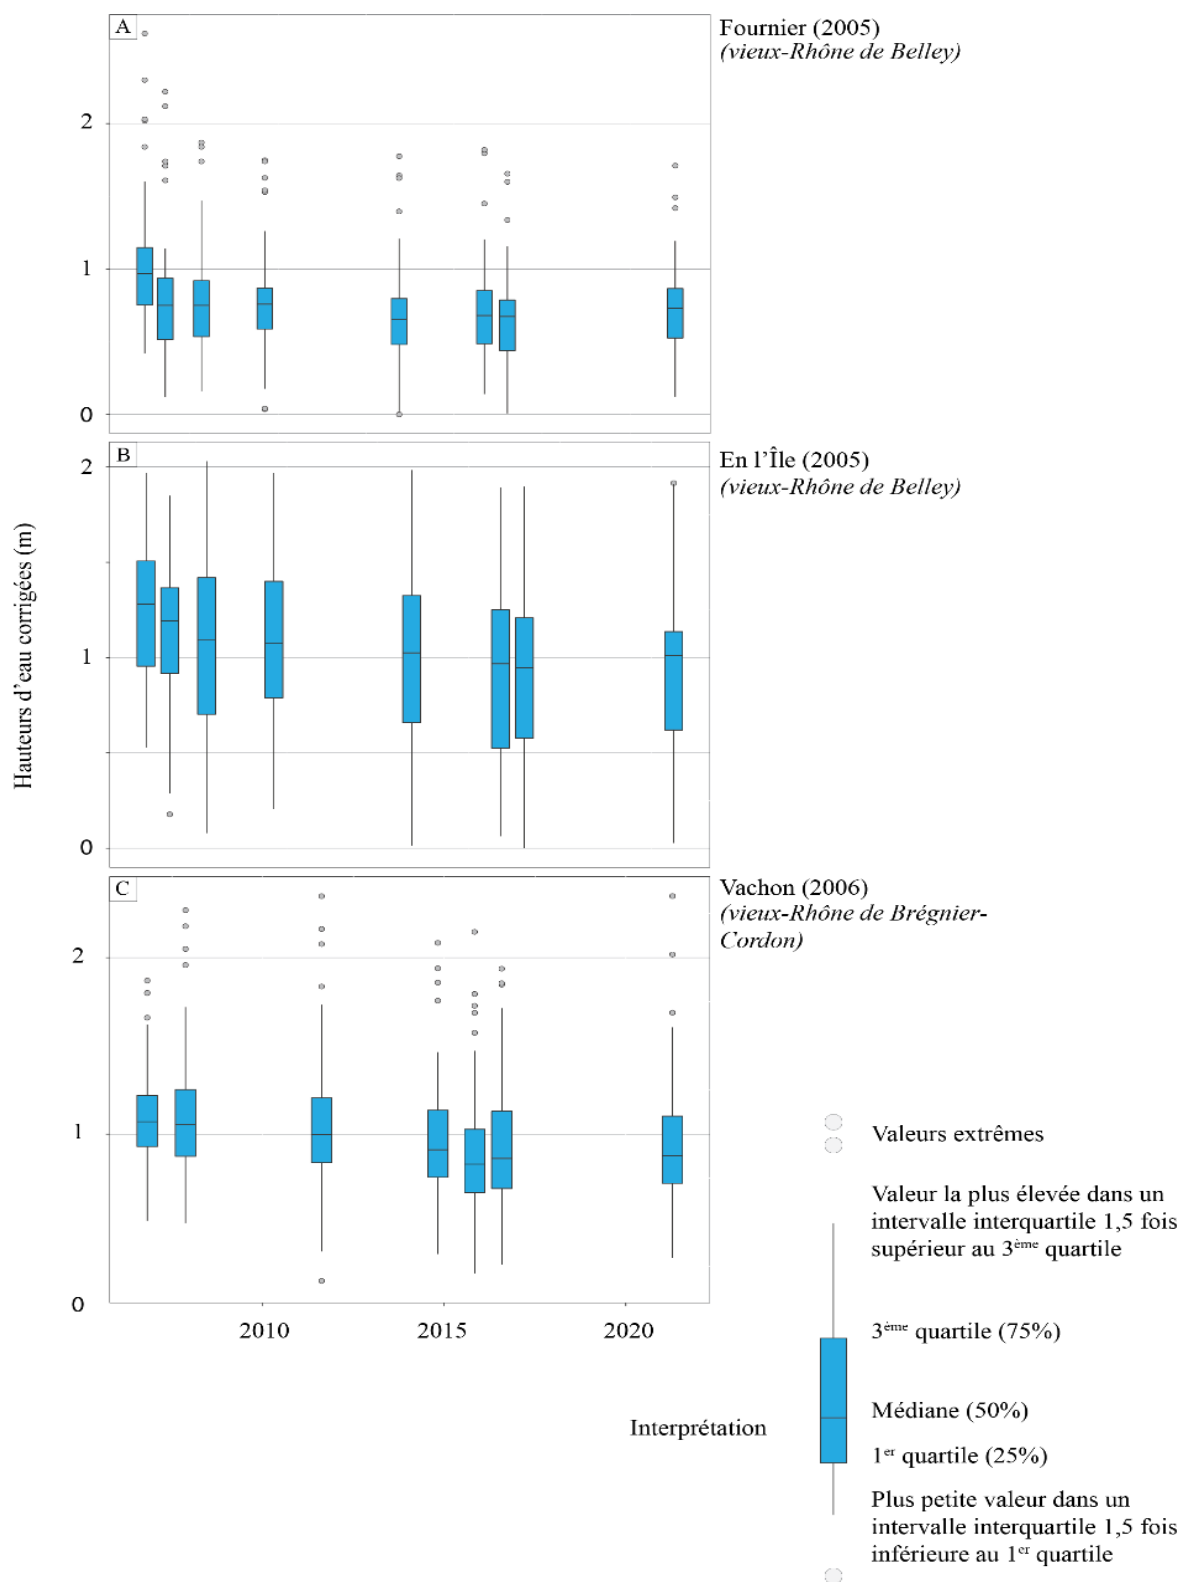 A
Fournier (2005)
(vieux-Rhône de Belley)
2
1
0
B
En l'Île (2005)
(vieux-Rhône de Belley)
2
1
0
Hauteurs d'eau corrigées (m)
C
Vachon (2006)
(vieux-Rhône de Brégnier-
Cordon)
2
1
0
2010
2015
2020
Interprétation
Valeurs extrêmes
Valeur la plus élevée dans un
intervalle interquartile 1,5 fois
supérieur au 3ème quartile
3ème quartile (75%)
Médiane (50%)
1er quartile (25%)
Plus petite valeur dans un
intervalle interquartile 1,5 fois
inférieure au 1er quartile